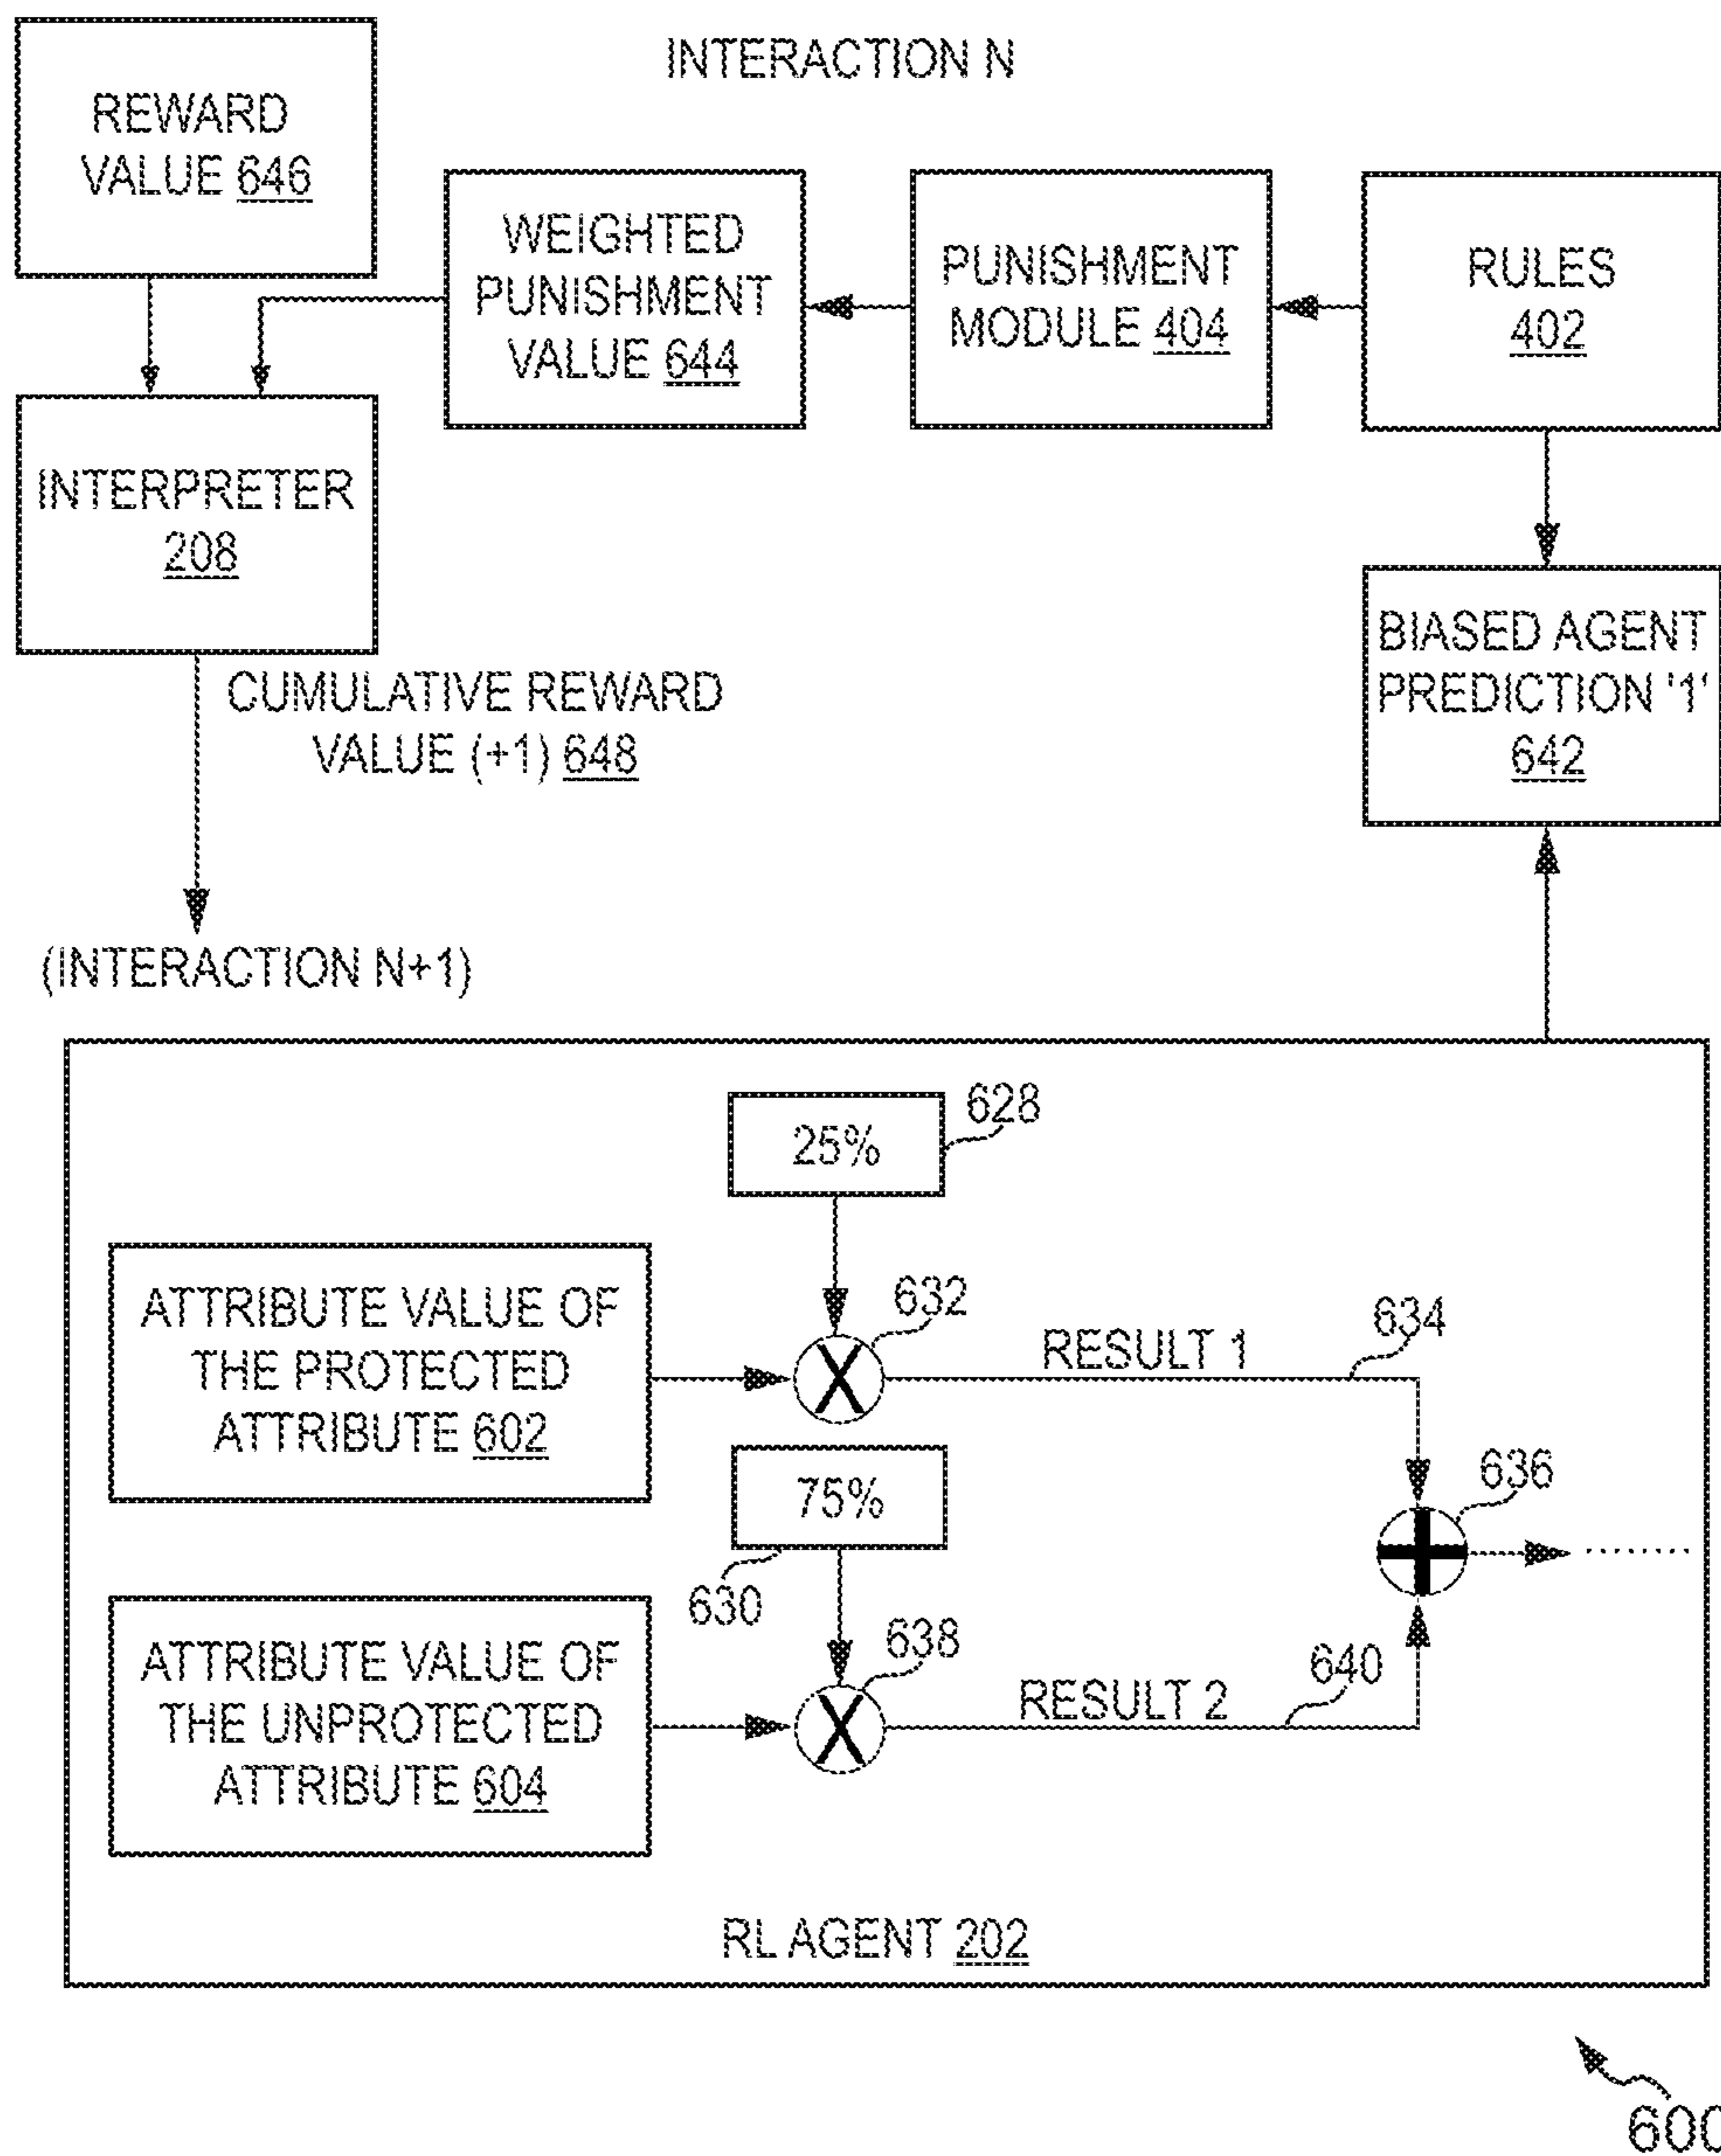 INTERACTION N
REWARD
VALUE 646
WEIGHTED
PUNISHMENT
VALUE 644
PUNISHMENT
MODULE 404
RULES
402
INTERPRETER
208
BIASED AGENT
PREDICTION '1'
642
CUMULATIVE REWARD
VALUE (+1) 648
(INTERACTION N+1)
25%
628
ATTRIBUTE VALUE OF
THE PROTECTED
ATTRIBUTE 602
632
X
RESULT 1
634
75%
630
636
ATTRIBUTE VALUE OF
THE UNPROTECTED
ATTRIBUTE 604
638
X
RESULT 2
640
RL AGENT 202
600